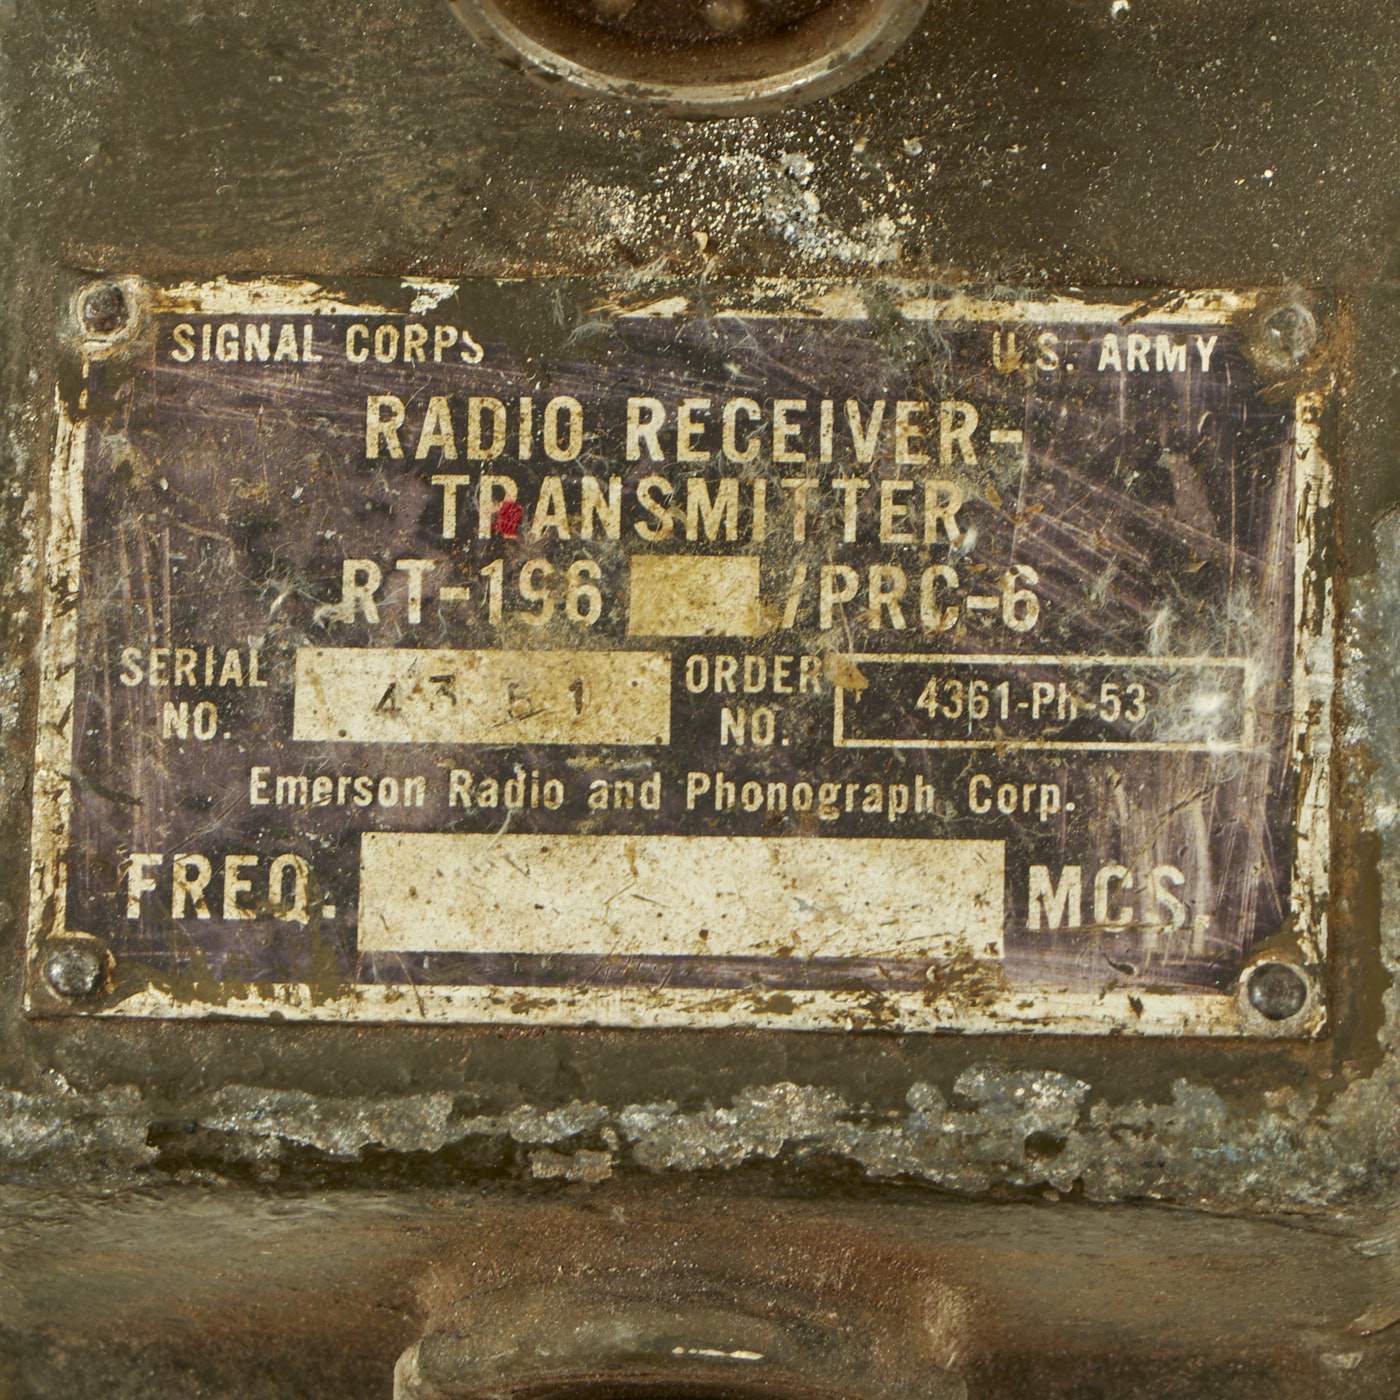 SIGNAL CORPS U.S. ARMY
RADIO RECEIVER-
TRANSMITTER
RT-196 /PRC-6
SERIAL NO. 4361 ORDER NO. 4361-Ph-53
Emerson Radio and Phonograph Corp.
FREQ. MCS.